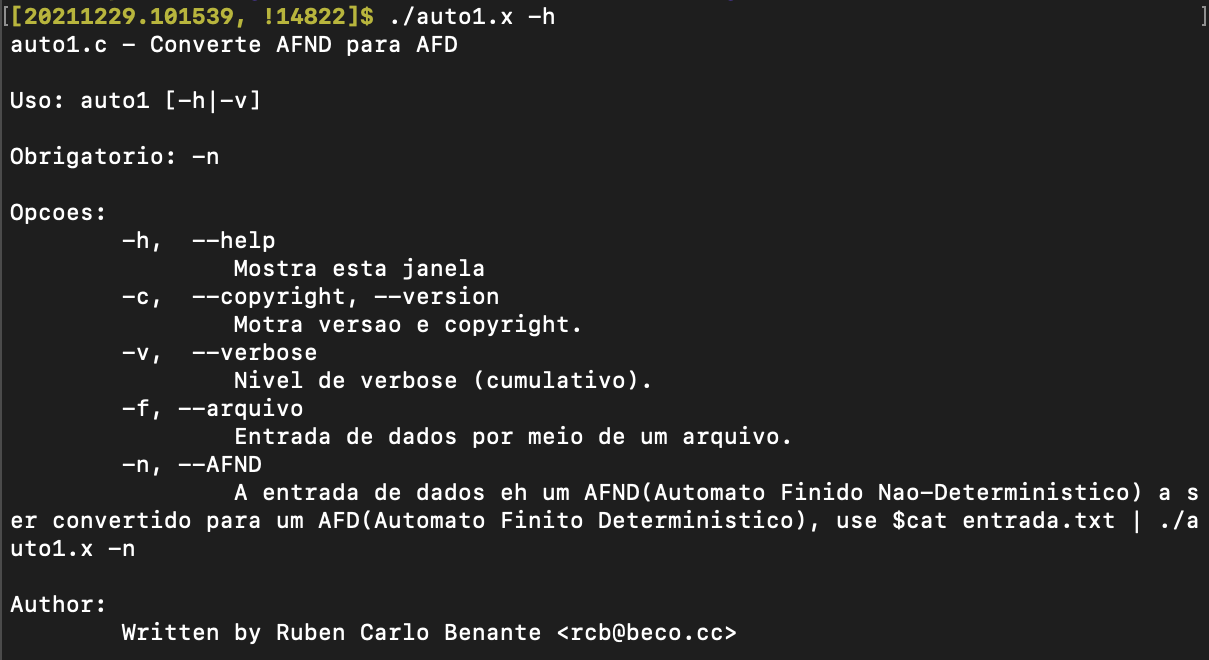 [[20211229.101539, !14822]$ ./auto1.x -h ]
auto1.c - Converte AFND para AFD
Uso: auto1 [-h|-v]
Obrigatorio: -n
Opcoes:
-h, --help
Mostra esta janela
-c, --copyright, --version
Motra versao e copyright.
-v, --verbose
Nivel de verbose (cumulativo).
-f, --arquivo
Entrada de dados por meio de um arquivo.
-n, --AFND
A entrada de dados eh um AFND(Automato Finido Nao-Deterministico) a s
er convertido para um AFD(Automato Finito Deterministico), use $cat entrada.txt | ./a
uto1.x -n
Author:
Written by Ruben Carlo Benante <rcb@beco.cc>